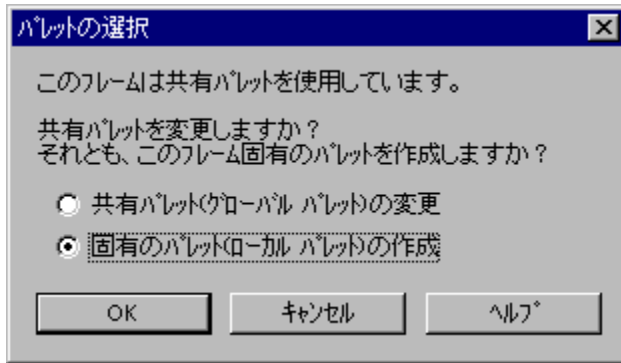 パレットの選択
このフレームは共有パレットを使用しています。
共有パレットを変更しますか？
それとも、このフレーム固有のパレットを作成しますか？
共有パレット(グローバル パレット)の変更
固有のパレット(ローカル パレット)の作成
OK キャンセル ヘルプ